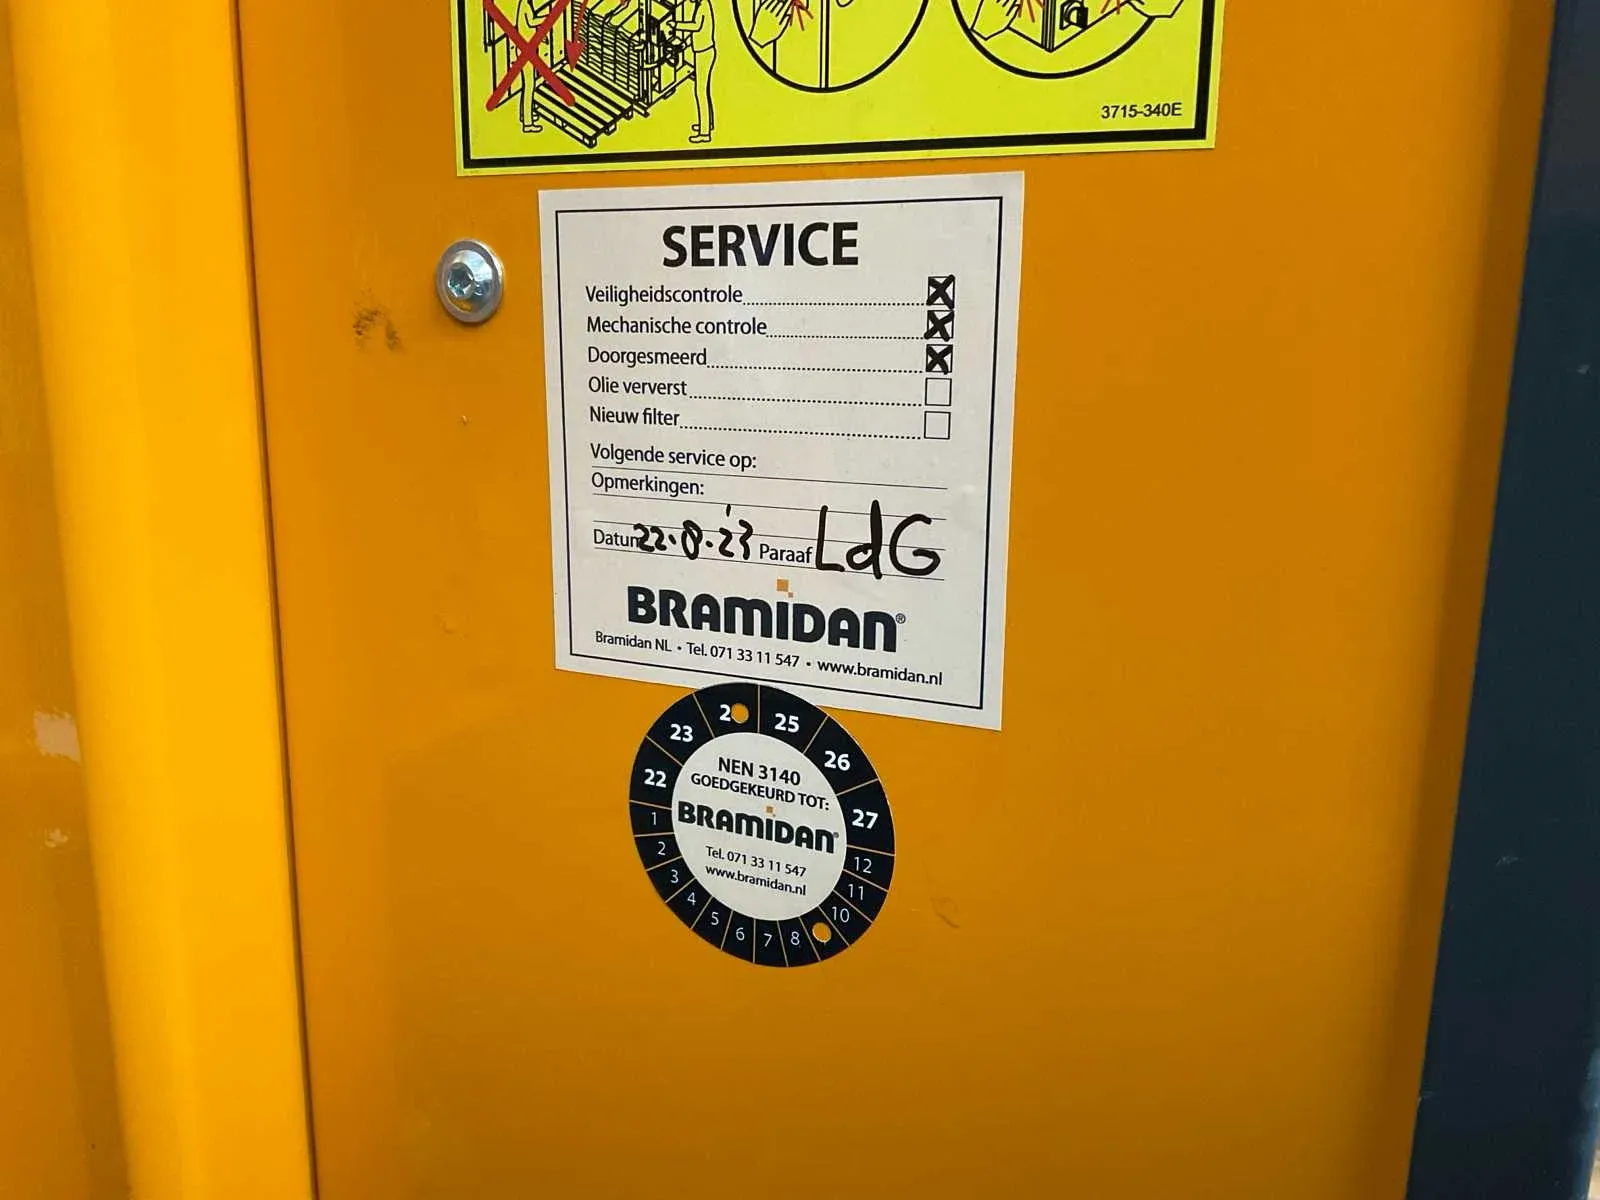 3715-340E
SERVICE
Veiligheidscontrole
Mechanische controle
Doorgesmeerd
Olie ververst
Nieuw filter
Volgende service op:
Opmerkingen:
Datum 22.8.'23 Paraaf LdG
BRAMIDAN®
Bramidan NL • Tel. 071 33 11 547 • www.bramidan.nl
22 23 2 25 26 27
NEN 3140
GOEDGEKEURD TOT:
BRAMIDAN
Tel. 071 33 11 547
www.bramidan.nl
1 2 3 4 5 6 7 8 10 11 12